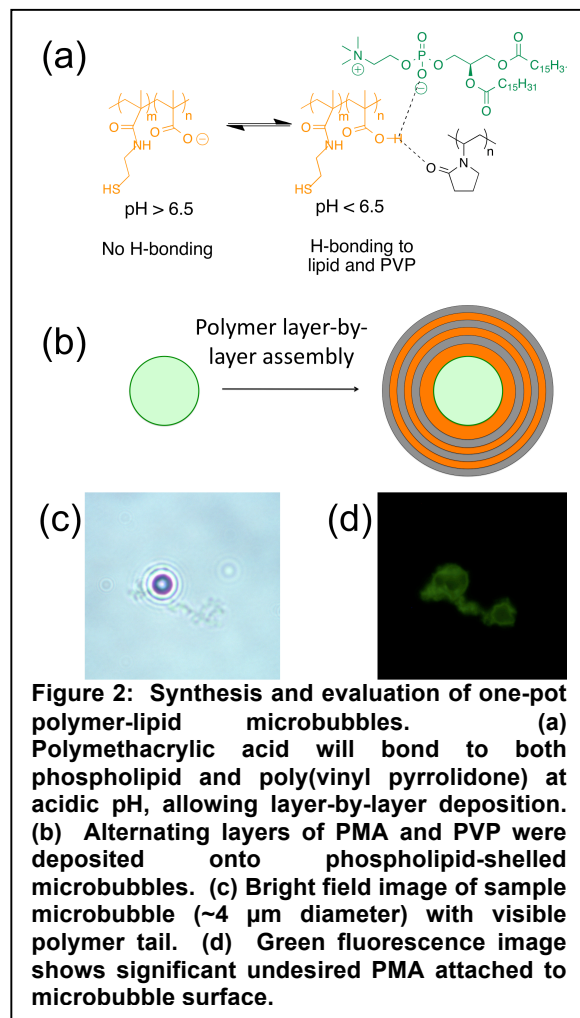 (a)
O
N
⊕
O
P
O
O
⊖
O
O
C15H31
O
C15H31
O
m
n
O
NH
O⊖
HS
m
n
O
NH
O
O-H
HS
n
N
O
pH > 6.5
pH < 6.5
No H-bonding
H-bonding to
lipid and PVP
(b)
Polymer layer-by-
layer assembly
(c)
(d)
Figure 2: Synthesis and evaluation of one-pot
polymer-lipid microbubbles. (a)
Polymethacrylic acid will bond to both
phospholipid and poly(vinyl pyrrolidone) at
acidic pH, allowing layer-by-layer deposition.
(b) Alternating layers of PMA and PVP were
deposited onto phospholipid-shelled
microbubbles. (c) Bright field image of sample
microbubble (~4 µm diameter) with visible
polymer tail. (d) Green fluorescence image
shows significant undesired PMA attached to
microbubble surface.